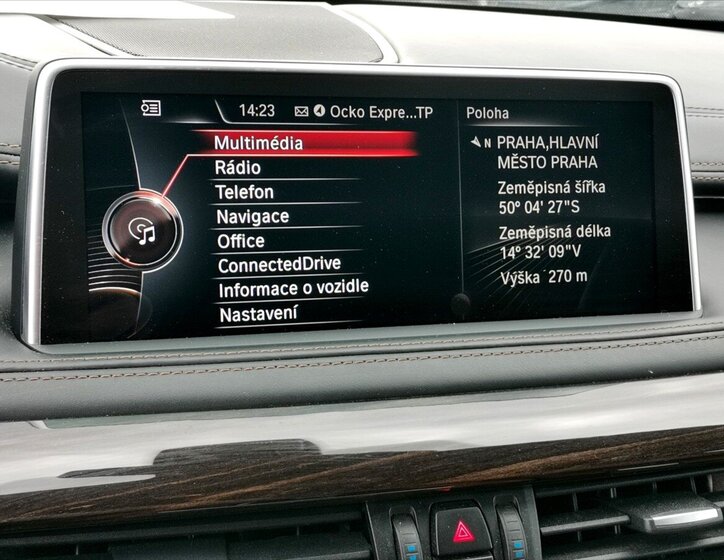 14:23 Ocko Expre...TP
Multimédia
Rádio
Telefon
Navigace
Office
ConnectedDrive
Informace o vozidle
Nastavení
Poloha
N PRAHA,HLAVNÍ
MĚSTO PRAHA
Zeměpisná šířka
50° 04' 27"S
Zeměpisná délka
14° 32' 09"V
Výška 270 m